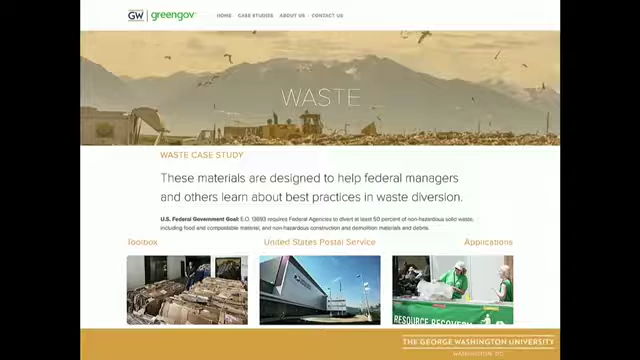 GW greengov HOME CASE STUDIES ABOUT US CONTACT US
WASTE
WASTE CASE STUDY
These materials are designed to help federal managers
and others learn about best practices in waste diversion.
U.S. Federal Government Goal: E.O. 13693 requires Federal Agencies to divert at least 50 percent of non-hazardous solid waste,
including food and compostable material, and non-hazardous construction and demolition materials and debris.
Toolbox United States Postal Service Applications
RESOURCE RECOVERY
THE GEORGE WASHINGTON UNIVERSITY
WASHINGTON, DC